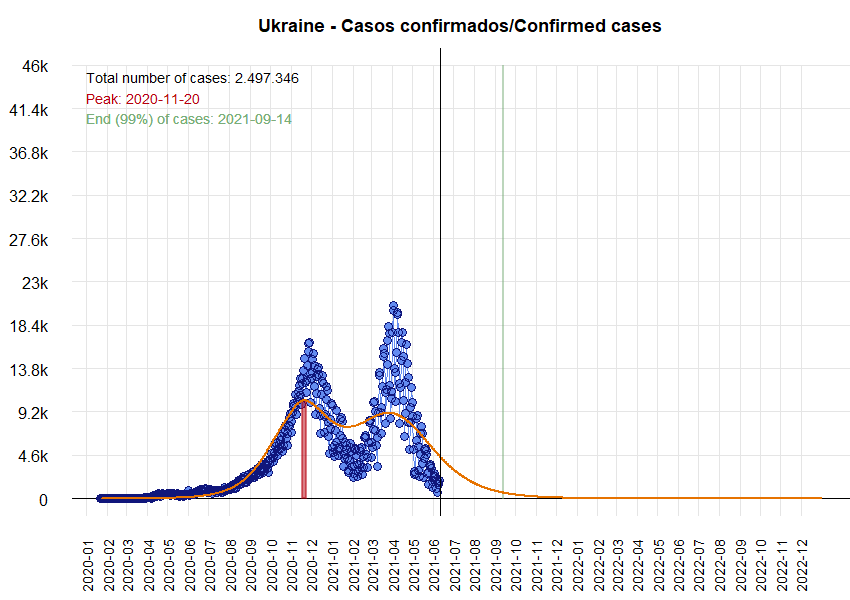 Ukraine - Casos confirmados/Confirmed cases
46k
41.4k
36.8k
32.2k
27.6k
23k
18.4k
13.8k
9.2k
4.6k
0
Total number of cases: 2.497.346
Peak: 2020-11-20
End (99%) of cases: 2021-09-14
2020-01
2020-02
2020-03
2020-04
2020-05
2020-06
2020-07
2020-08
2020-09
2020-10
2020-11
2020-12
2021-01
2021-02
2021-03
2021-04
2021-05
2021-06
2021-07
2021-08
2021-09
2021-10
2021-11
2021-12
2022-01
2022-02
2022-03
2022-04
2022-05
2022-06
2022-07
2022-08
2022-09
2022-10
2022-11
2022-12